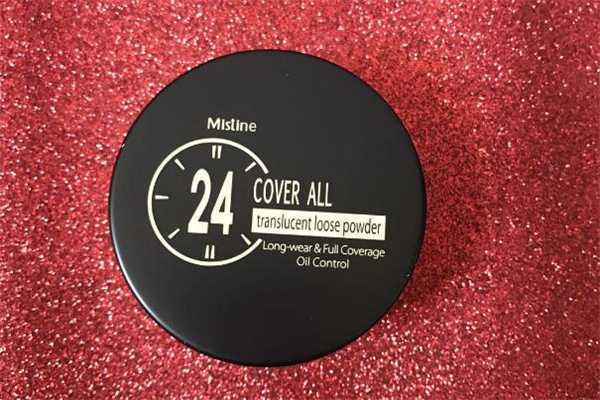 Mistine
24
COVER ALL
translucent loose powder
Long-wear & Full Coverage
Oil Control